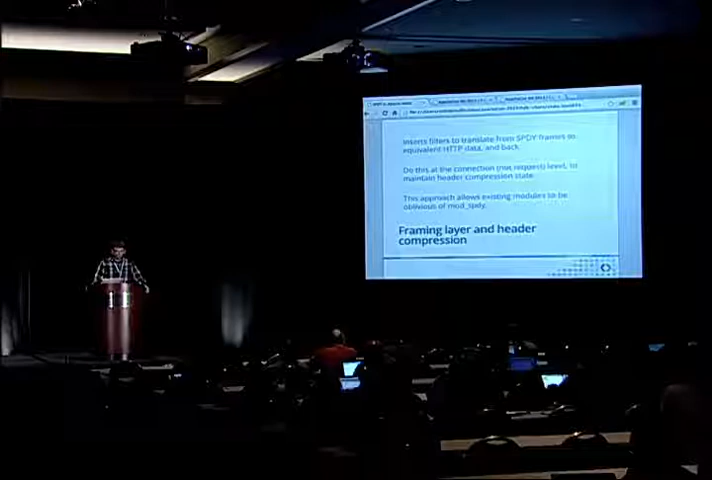 Inserts filters to translate from SPDY frames to
equivalent HTTP data, and back.
Do this at the connection (not request) level, to
maintain header compression state.
This approach allows existing modules to be
oblivious of mod_spdy.
Framing layer and header
compression